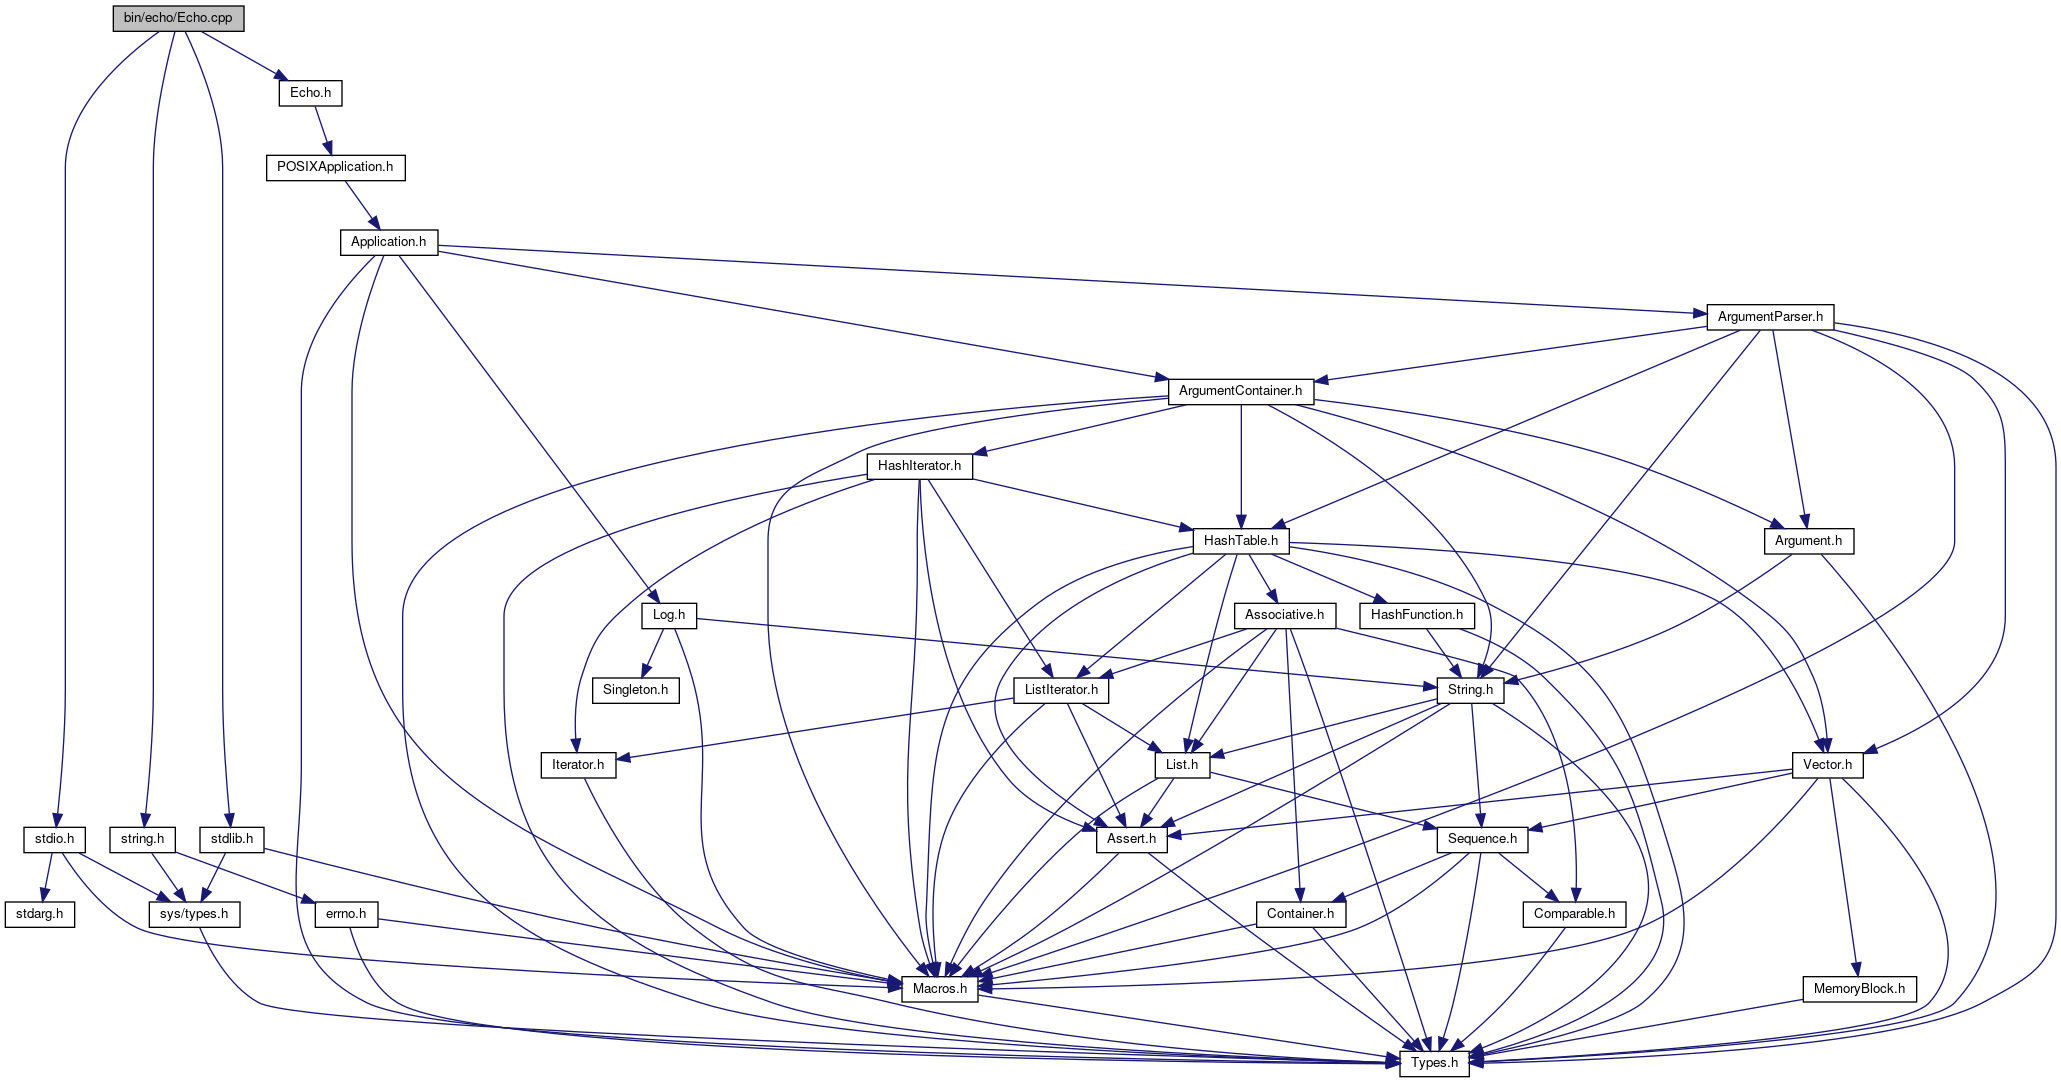 bin/echo/Echo.cpp
Echo.h
POSIXApplication.h
Application.h
ArgumentParser.h
ArgumentContainer.h
HashIterator.h
HashTable.h
Argument.h
Log.h
Associative.h
HashFunction.h
Singleton.h
ListIterator.h
String.h
Iterator.h
List.h
Vector.h
stdio.h
string.h
stdlib.h
Assert.h
Sequence.h
stdarg.h
sys/types.h
errno.h
Container.h
Comparable.h
Macros.h
MemoryBlock.h
Types.h